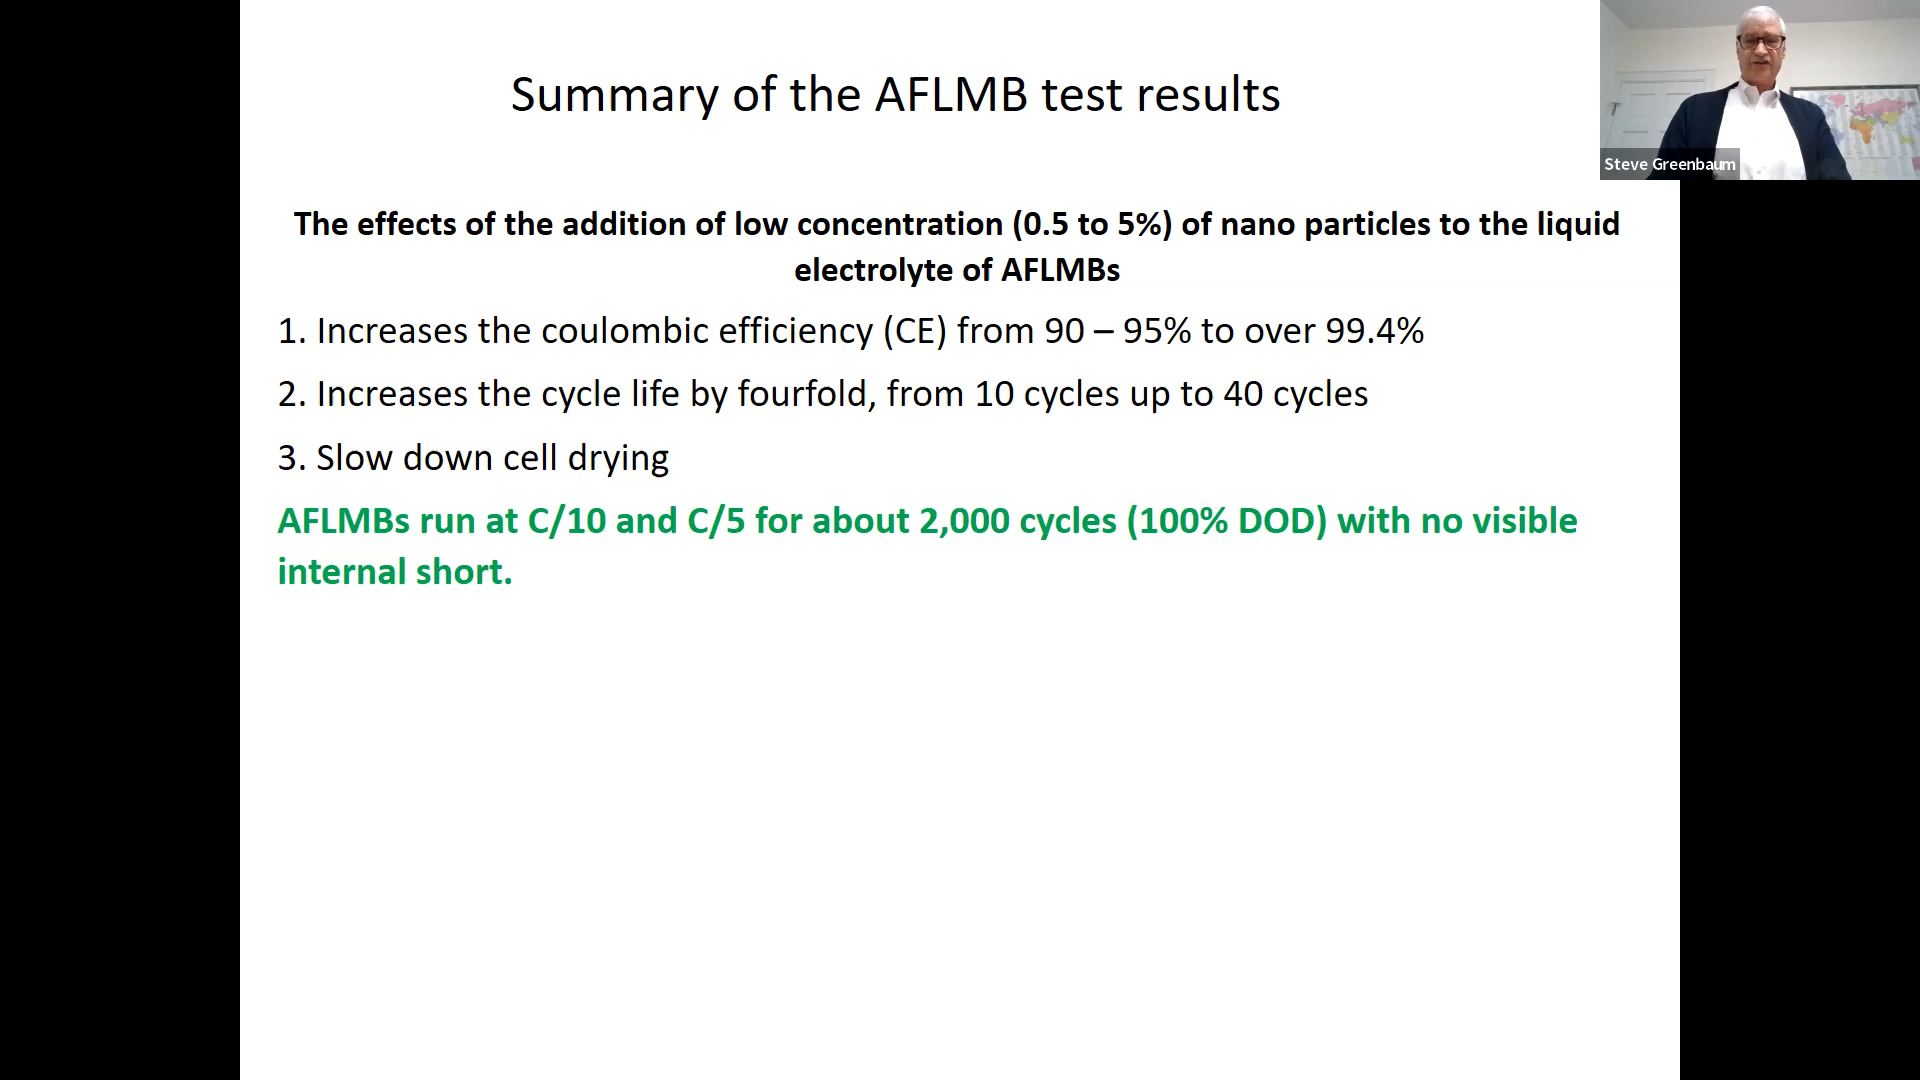 Summary of the AFLMB test results
Steve Greenbaum
The effects of the addition of low concentration (0.5 to 5%) of nano particles to the liquid
electrolyte of AFLMBs
1. Increases the coulombic efficiency (CE) from 90 – 95% to over 99.4%
2. Increases the cycle life by fourfold, from 10 cycles up to 40 cycles
3. Slow down cell drying
AFLMBs run at C/10 and C/5 for about 2,000 cycles (100% DOD) with no visible
internal short.